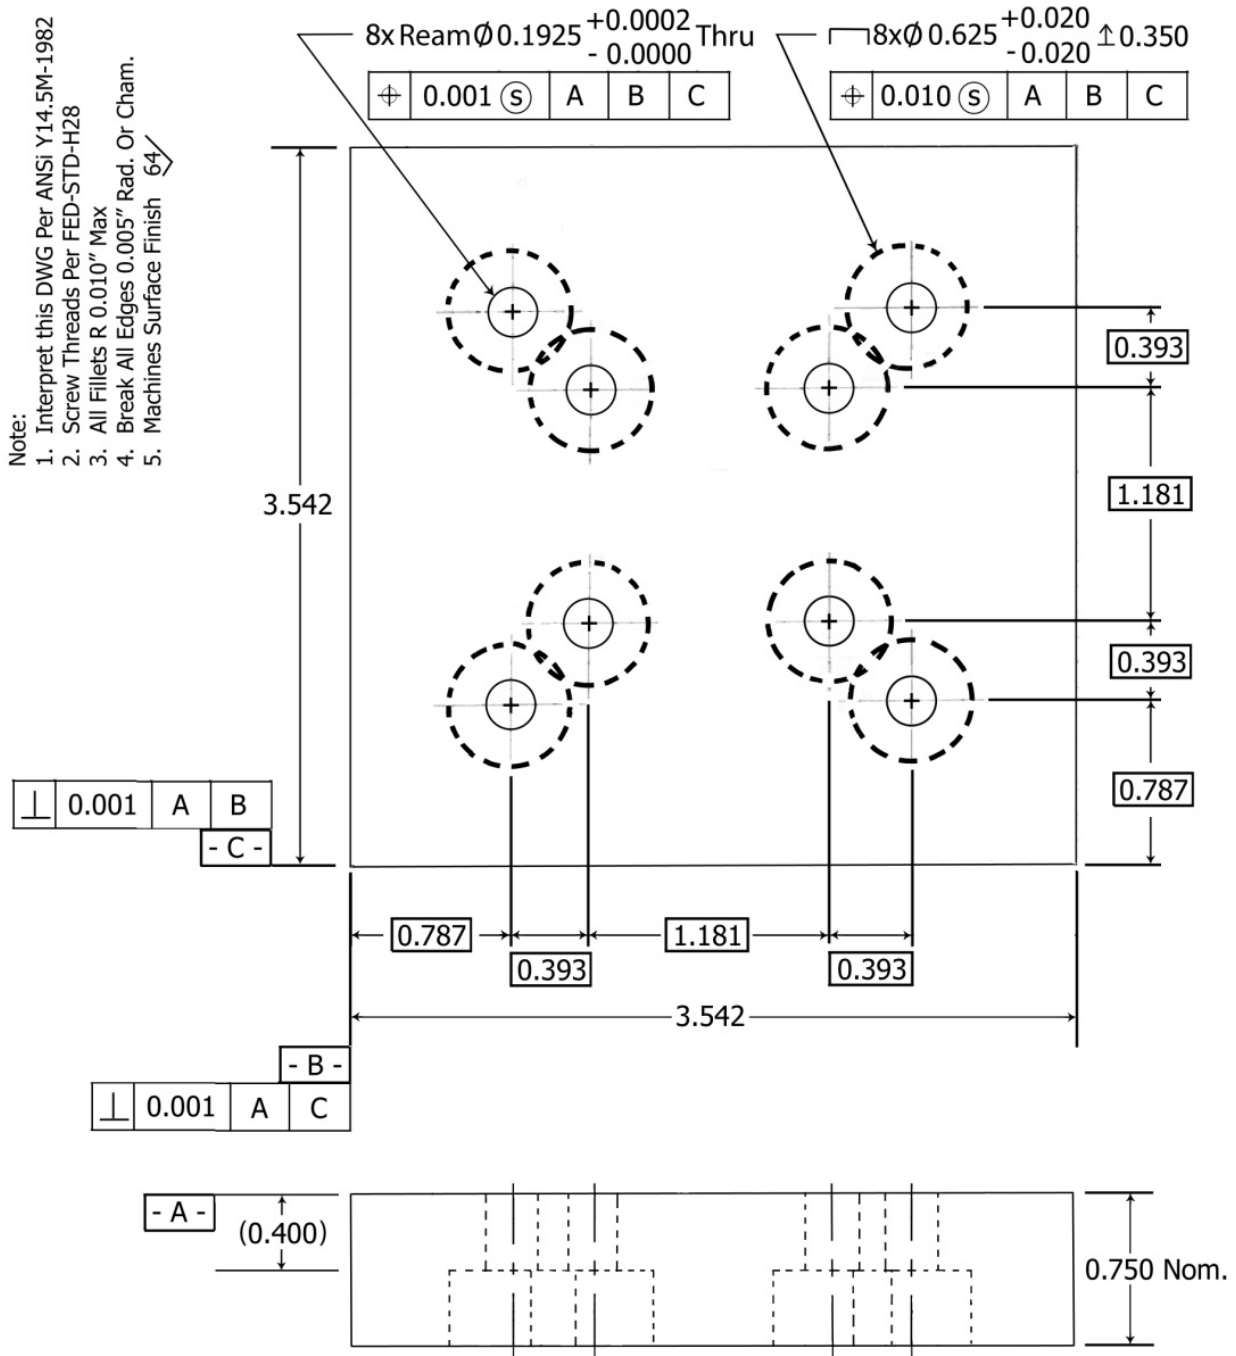 Note:
1. Interpret this DWG Per ANSi Y14.5M-1982
2. Screw Threads Per FED-STD-H28
3. All Fillets R 0.010" Max
4. Break All Edges 0.005" Rad. Or Cham.
5. Machines Surface Finish 64
8x Ream Ø 0.1925 +0.0002 - 0.0000 Thru
⌖ 0.001 Ⓢ A B C
8xØ 0.625 +0.020 -0.020 ↥ 0.350
⌖ 0.010 Ⓢ A B C
3.542
0.393
1.181
0.393
0.787
⊥ 0.001 A B
- C -
0.787
0.393
1.181
0.393
3.542
- B -
⊥ 0.001 A C
- A -
(0.400)
0.750 Nom.